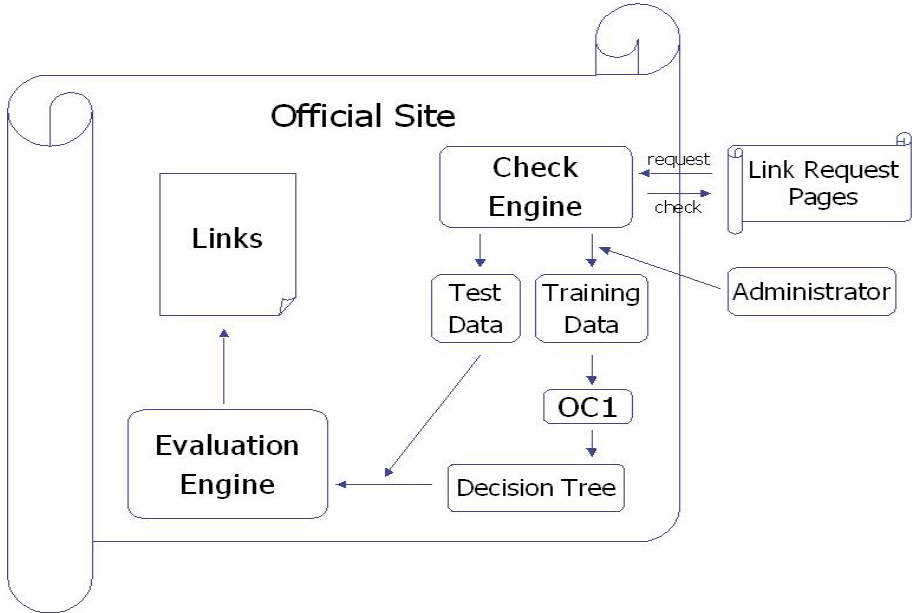 Official Site
Check
Engine
request
check
Link Request
Pages
Links
Test
Data
Training
Data
Administrator
OC1
Evaluation
Engine
Decision Tree